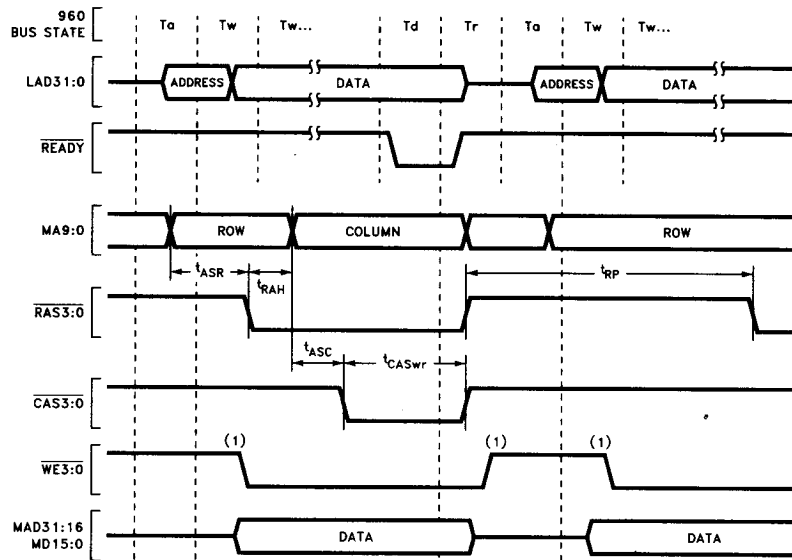 960
BUS STATE
Ta Tw Tw... Td Tr Ta Tw Tw...
LAD31:0 ADDRESS DATA ADDRESS DATA
READY
MA9:0 ROW COLUMN ROW
tASR tRAH tRP
RAS3:0
tASC tCASwr
CAS3:0
WE3:0 (1) (1) (1)
MAD31:16
MD15:0 DATA DATA